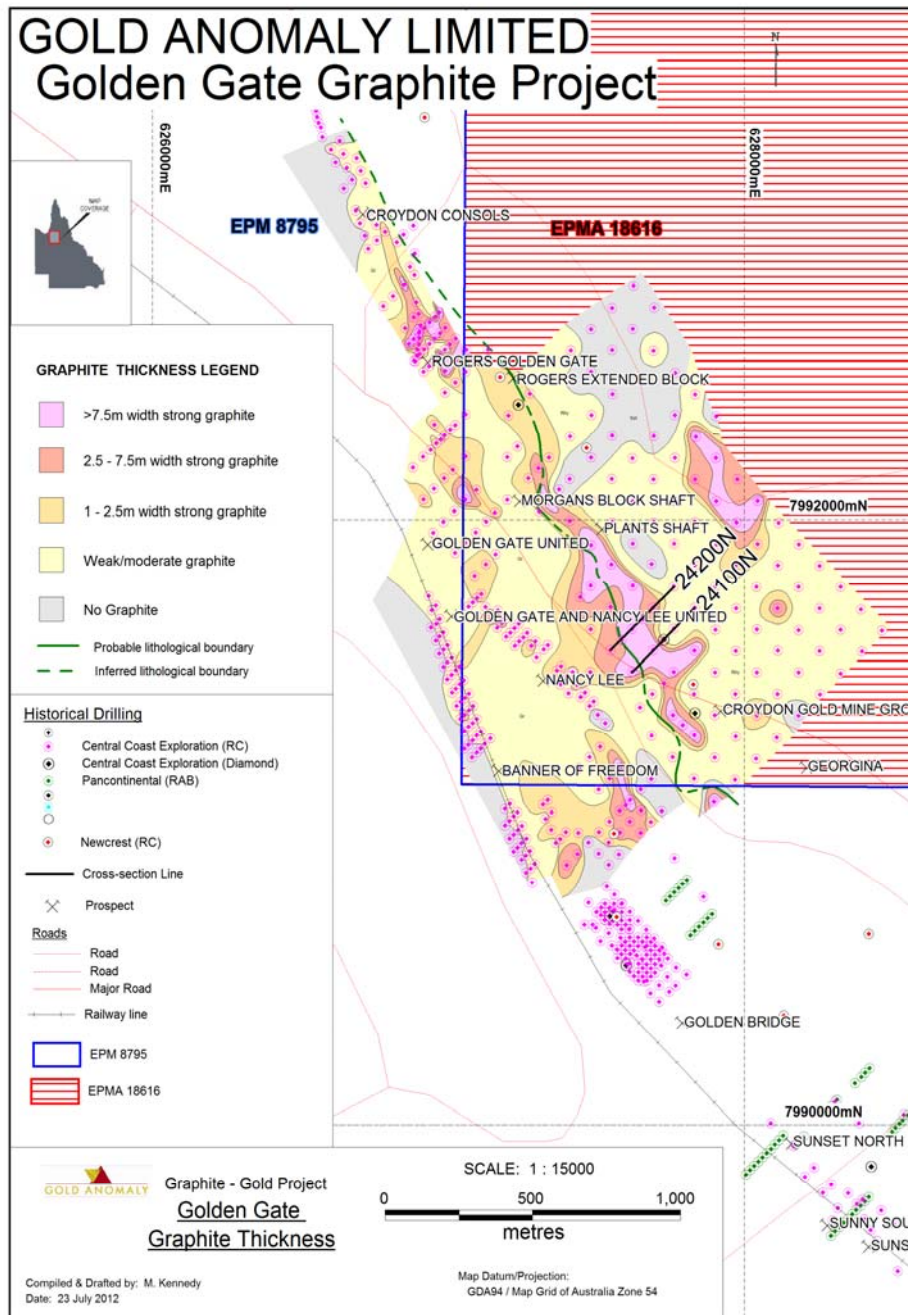 GOLD ANOMALY LIMITED
Golden Gate Graphite Project
N
626000mE
628000mE
MAP
COVERAGE
EPM 8795
EPMA 18616
CROYDON CONSOLS
ROGERS GOLDEN GATE
ROGERS EXTENDED BLOCK
MORGANS BLOCK SHAFT
7992000mN
PLANTS SHAFT
GOLDEN GATE UNITED
24200N
24100N
GOLDEN GATE AND NANCY LEE UNITED
NANCY LEE
CROYDON GOLD MINE GRO
BANNER OF FREEDOM
GEORGINA
GOLDEN BRIDGE
7990000mN
SUNSET NORTH
SUNNY SOU
SUNS
GRAPHITE THICKNESS LEGEND
>7.5m width strong graphite
2.5 - 7.5m width strong graphite
1 - 2.5m width strong graphite
Weak/moderate graphite
No Graphite
Probable lithological boundary
Inferred lithological boundary
Historical Drilling
Central Coast Exploration (RC)
Central Coast Exploration (Diamond)
Pancontinental (RAB)
Newcrest (RC)
Cross-section Line
Prospect
Roads
Road
Road
Major Road
Railway line
EPM 8795
EPMA 18616
GOLD ANOMALY
Graphite - Gold Project
Golden Gate
Graphite Thickness
SCALE: 1 : 15000
0 500 1,000
metres
Compiled & Drafted by: M. Kennedy
Date: 23 July 2012
Map Datum/Projection:
GDA94 / Map Grid of Australia Zone 54